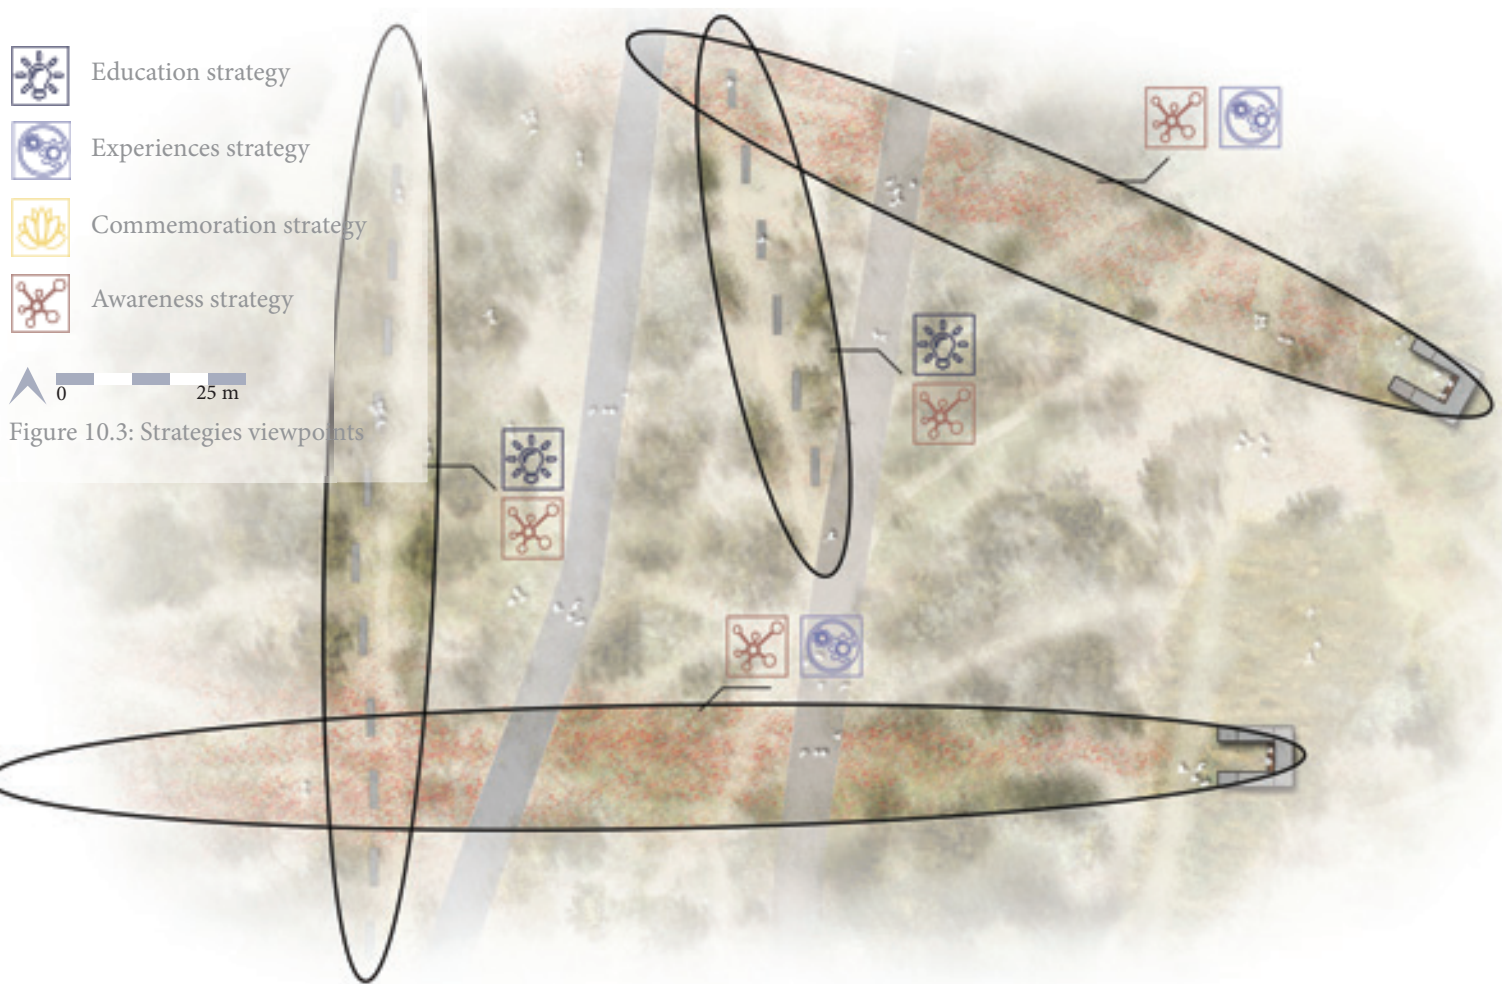 Education strategy
Experiences strategy
Commemoration strategy
Awareness strategy
0 25 m
Figure 10.3: Strategies viewpoints